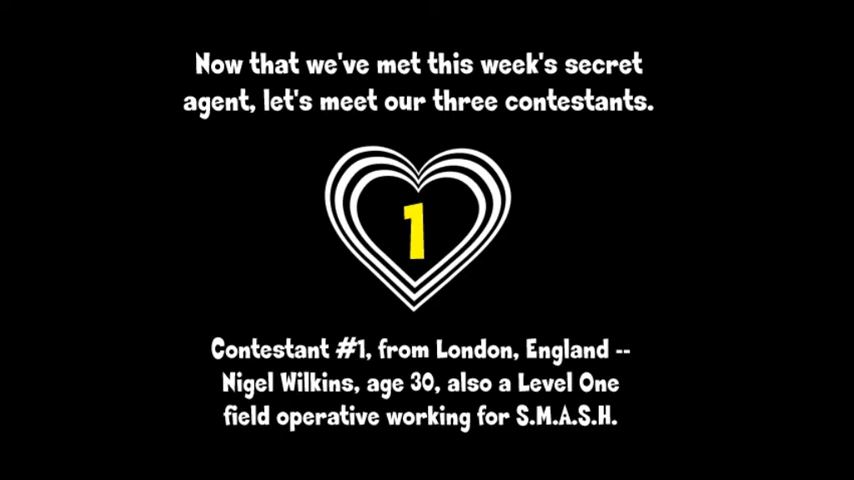 Now that we've met this week's secret
agent, let's meet our three contestants.
1
Contestant #1, from London, England --
Nigel Wilkins, age 30, also a Level One
field operative working for S.M.A.S.H.